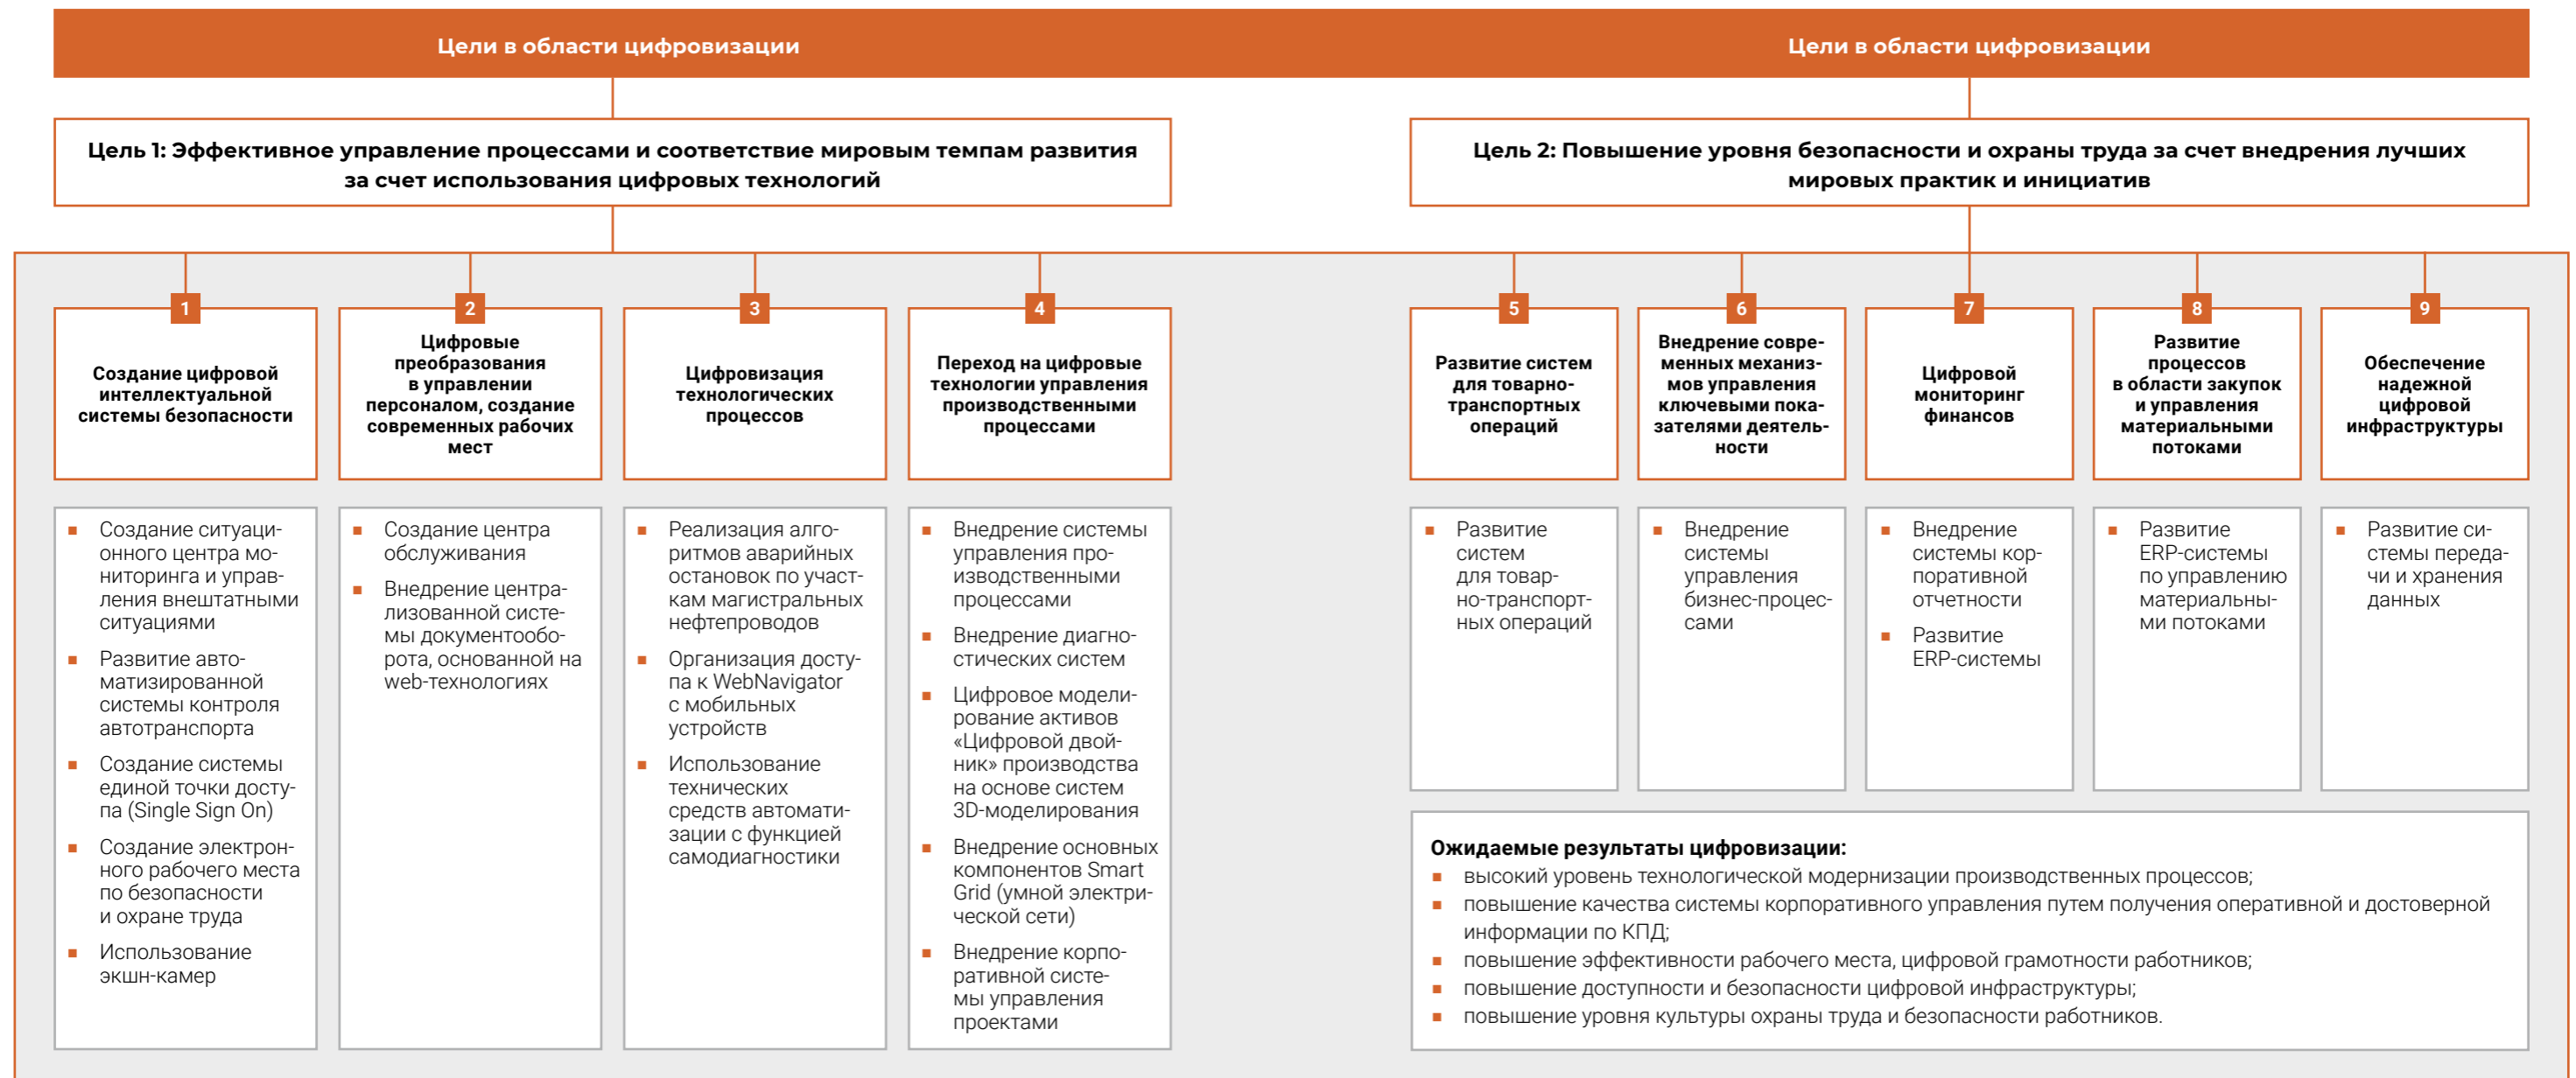 Цели в области цифровизации
Цели в области цифровизации
Цель 1: Эффективное управление процессами и соответствие мировым темпам развития
за счет использования цифровых технологий
Цель 2: Повышение уровня безопасности и охраны труда за счет внедрения лучших
мировых практик и инициатив
1
Создание цифровой
интеллектуальной
системы безопасности
2
Цифровые
преобразования
в управлении
персоналом, создание
современных рабочих
мест
3
Цифровизация
технологических
процессов
4
Переход на цифровые
технологии управления
производственными
процессами
5
Развитие систем
для товарно-
транспортных
операций
6
Внедрение совре-
менных механиз-
мов управления
ключевыми пока-
зателями деятель-
ности
7
Цифровой
мониторинг
финансов
8
Развитие
процессов
в области закупок
и управления
материальными
потоками
9
Обеспечение
надежной
цифровой
инфраструктуры
Создание ситуаци-
онного центра мо-
ниторинга и управ-
ления внештатными
ситуациями
Развитие авто-
матизированной
системы контроля
автотранспорта
Создание системы
единой точки досту-
па (Single Sign On)
Создание электрон-
ного рабочего места
по безопасности
и охране труда
Использование
экшн-камер
Создание центра
обслуживания
Внедрение центра-
лизованной систе-
мы документообо-
рота, основанной на
web-технологиях
Реализация алго-
ритмов аварийных
остановок по участ-
кам магистральных
нефтепроводов
Организация досту-
па к WebNavigator
с мобильных
устройств
Использование
технических
средств автомати-
зации с функцией
самодиагностики
Внедрение системы
управления про-
изводственными
процессами
Внедрение диагно-
стических систем
Цифровое модели-
рование активов
«Цифровой двой-
ник» производства
на основе систем
3D-моделирования
Внедрение основных
компонентов Smart
Grid (умной электри-
ческой сети)
Внедрение корпо-
ративной систе-
мы управления
проектами
Развитие
систем
для товар-
но-транспорт-
ных операций
Внедрение
системы
управления
бизнес-процес-
сами
Внедрение
системы кор-
поративной
отчетности
Развитие
ERP-системы
Развитие
ERP-системы
по управлению
материальны-
ми потоками
Развитие си-
стемы переда-
чи и хранения
данных
Ожидаемые результаты цифровизации:
высокий уровень технологической модернизации производственных процессов;
повышение качества системы корпоративного управления путем получения оперативной и достоверной
информации по КПД;
повышение эффективности рабочего места, цифровой грамотности работников;
повышение доступности и безопасности цифровой инфраструктуры;
повышение уровня культуры охраны труда и безопасности работников.